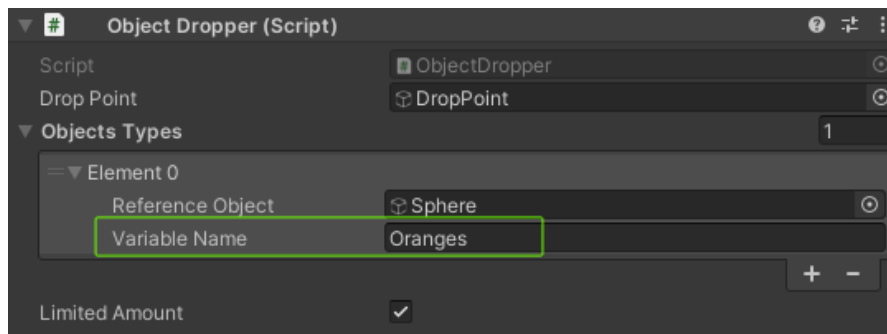 # Object Dropper (Script)
Script ObjectDropper
Drop Point DropPoint
Objects Types 1
Element 0
Reference Object Sphere
Variable Name Oranges
+ -
Limited Amount